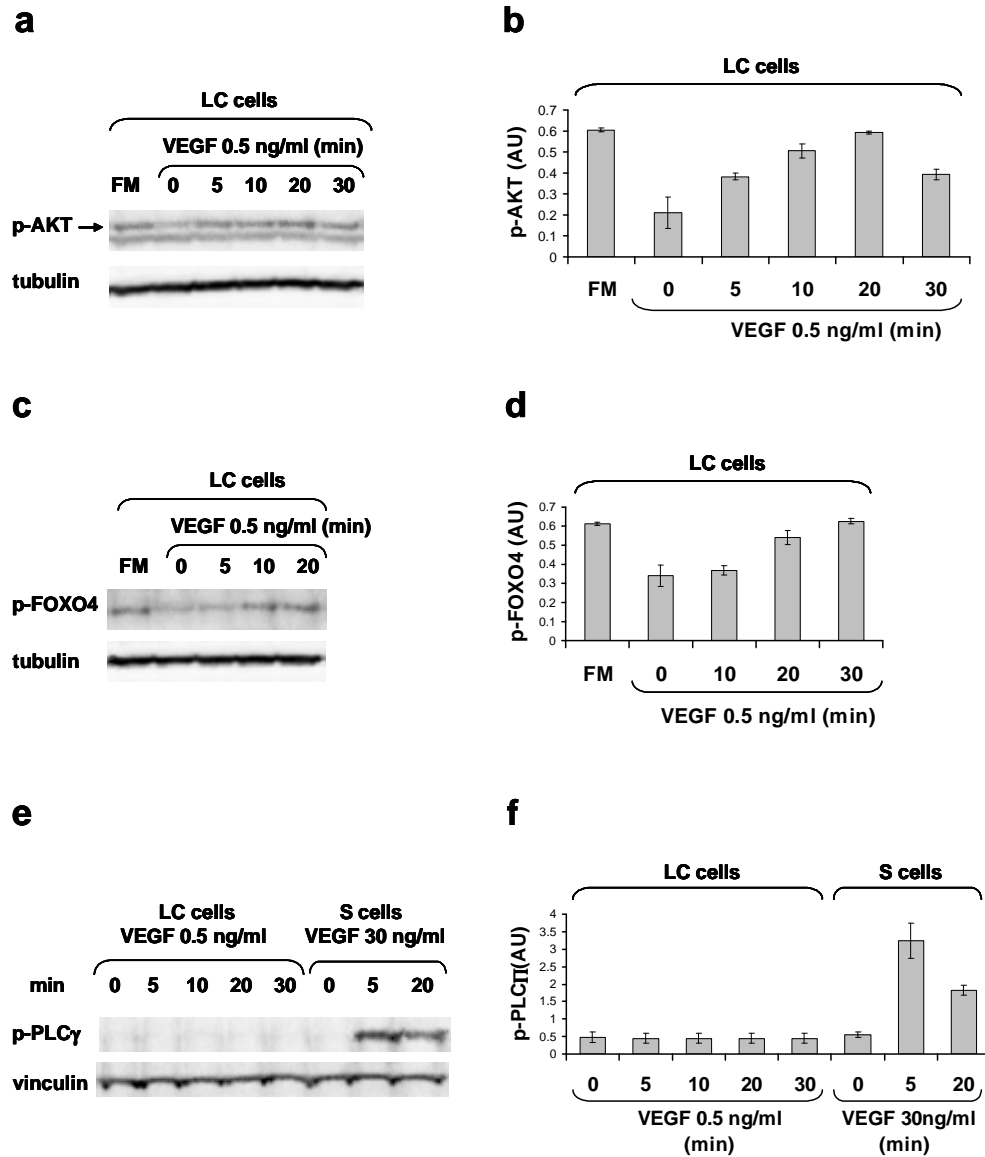 a
LC cells
VEGF 0.5 ng/ml (min)
FM 0 5 10 20 30
p-AKT
tubulin
b
LC cells
p-AKT (AU)
0.7
0.6
0.5
0.4
0.3
0.2
0.1
0
FM 0 5 10 20 30
VEGF 0.5 ng/ml (min)
c
LC cells
VEGF 0.5 ng/ml (min)
FM 0 5 10 20
p-FOXO4
tubulin
d
LC cells
p-FOXO4 (AU)
0.7
0.6
0.5
0.4
0.3
0.2
0.1
0
FM 0 10 20 30
VEGF 0.5 ng/ml (min)
e
LC cells S cells
VEGF 0.5 ng/ml VEGF 30 ng/ml
min 0 5 10 20 30 0 5 20
p-PLCγ
vinculin
f
LC cells S cells
p-PLCΠ(AU)
4
3.5
3
2.5
2
1.5
1
0.5
0
0 5 10 20 30 0 5 20
VEGF 0.5 ng/ml VEGF 30ng/ml
(min) (min)